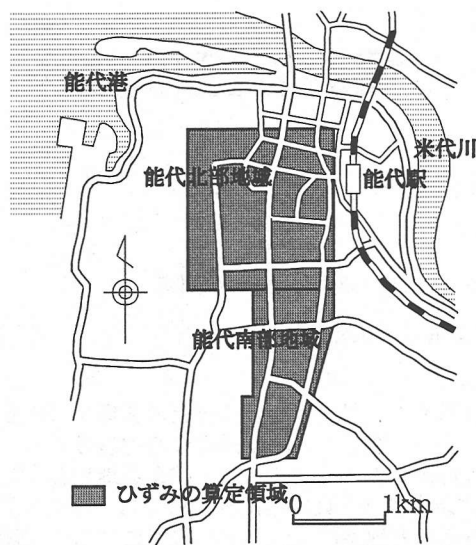 能代港
米代川
能代北部地域
能代駅
能代南部地域
ひずみの算定領域
0 1km